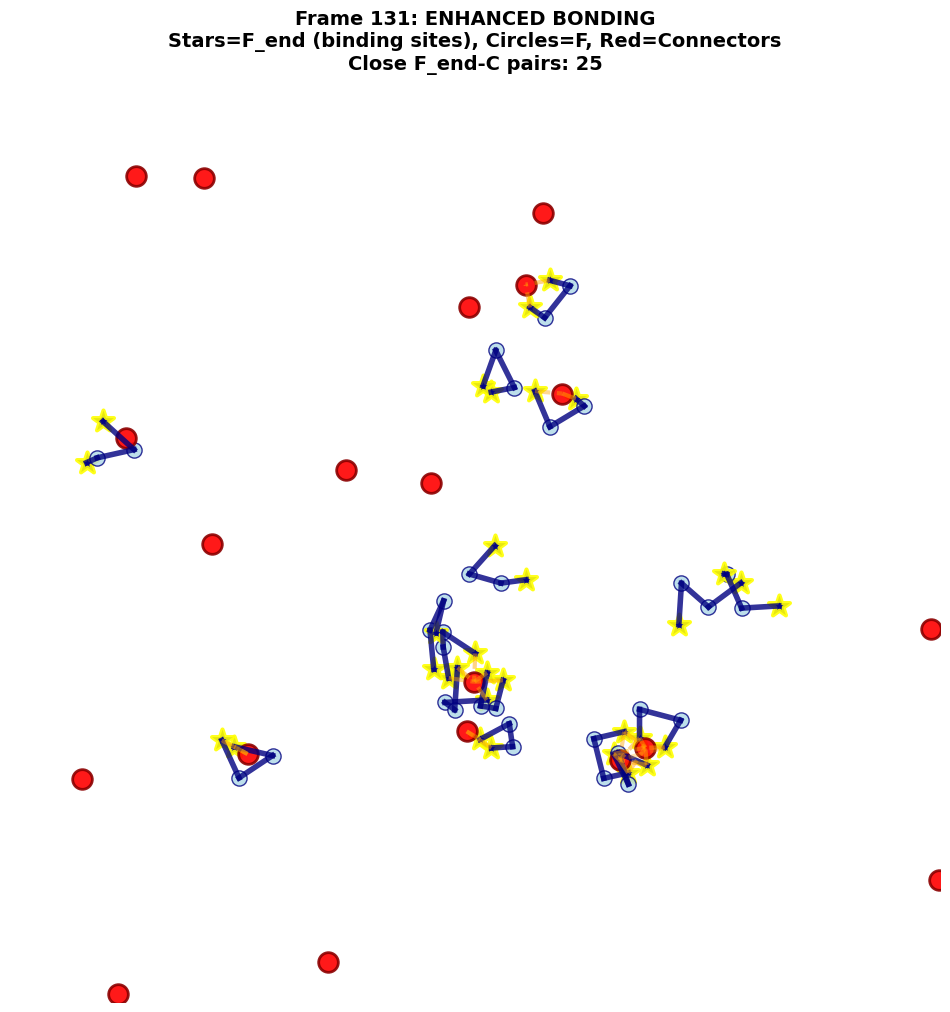 Frame 131: ENHANCED BONDING
Stars=F_end (binding sites), Circles=F, Red=Connectors
Close F_end-C pairs: 25